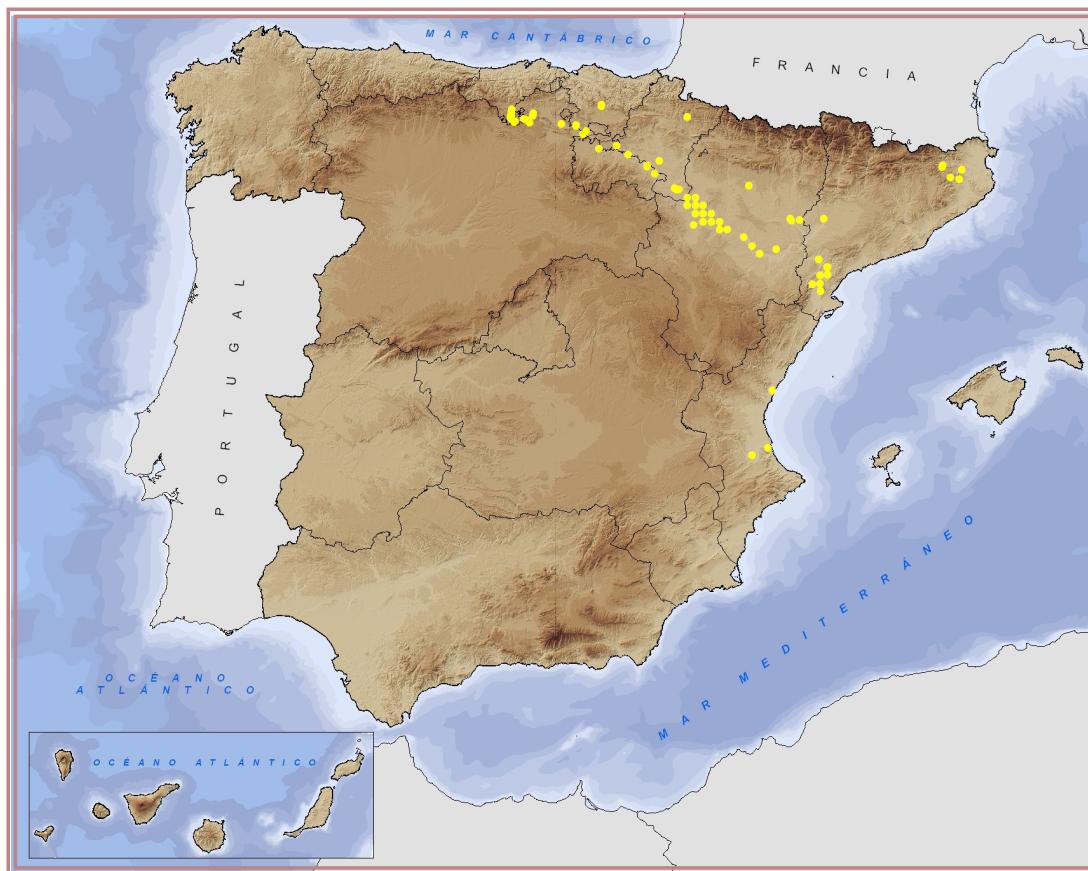 MAR CANTÁBRICO
FRANCIA
PORTUGAL
MAR MEDITERRÁNEO
OCÉANO
ATLÁNTICO
OCÉANO ATLÁNTICO